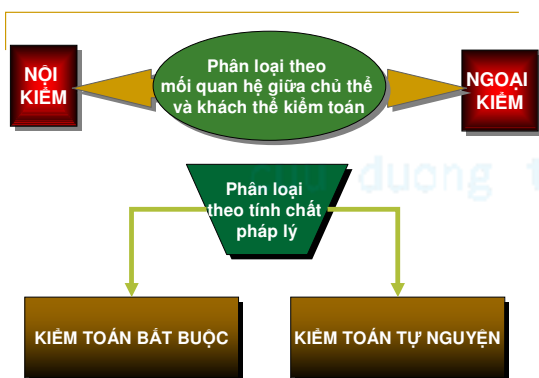 Phân loại theo
mối quan hệ giữa chủ thể
và khách thể kiểm toán
NỘI
KIỂM
NGOẠI
KIỂM
duong t
Phân loại
theo tính chất
pháp lý
KIỂM TOÁN BẮT BUỘC
KIỂM TOÁN TỰ NGUYỆN